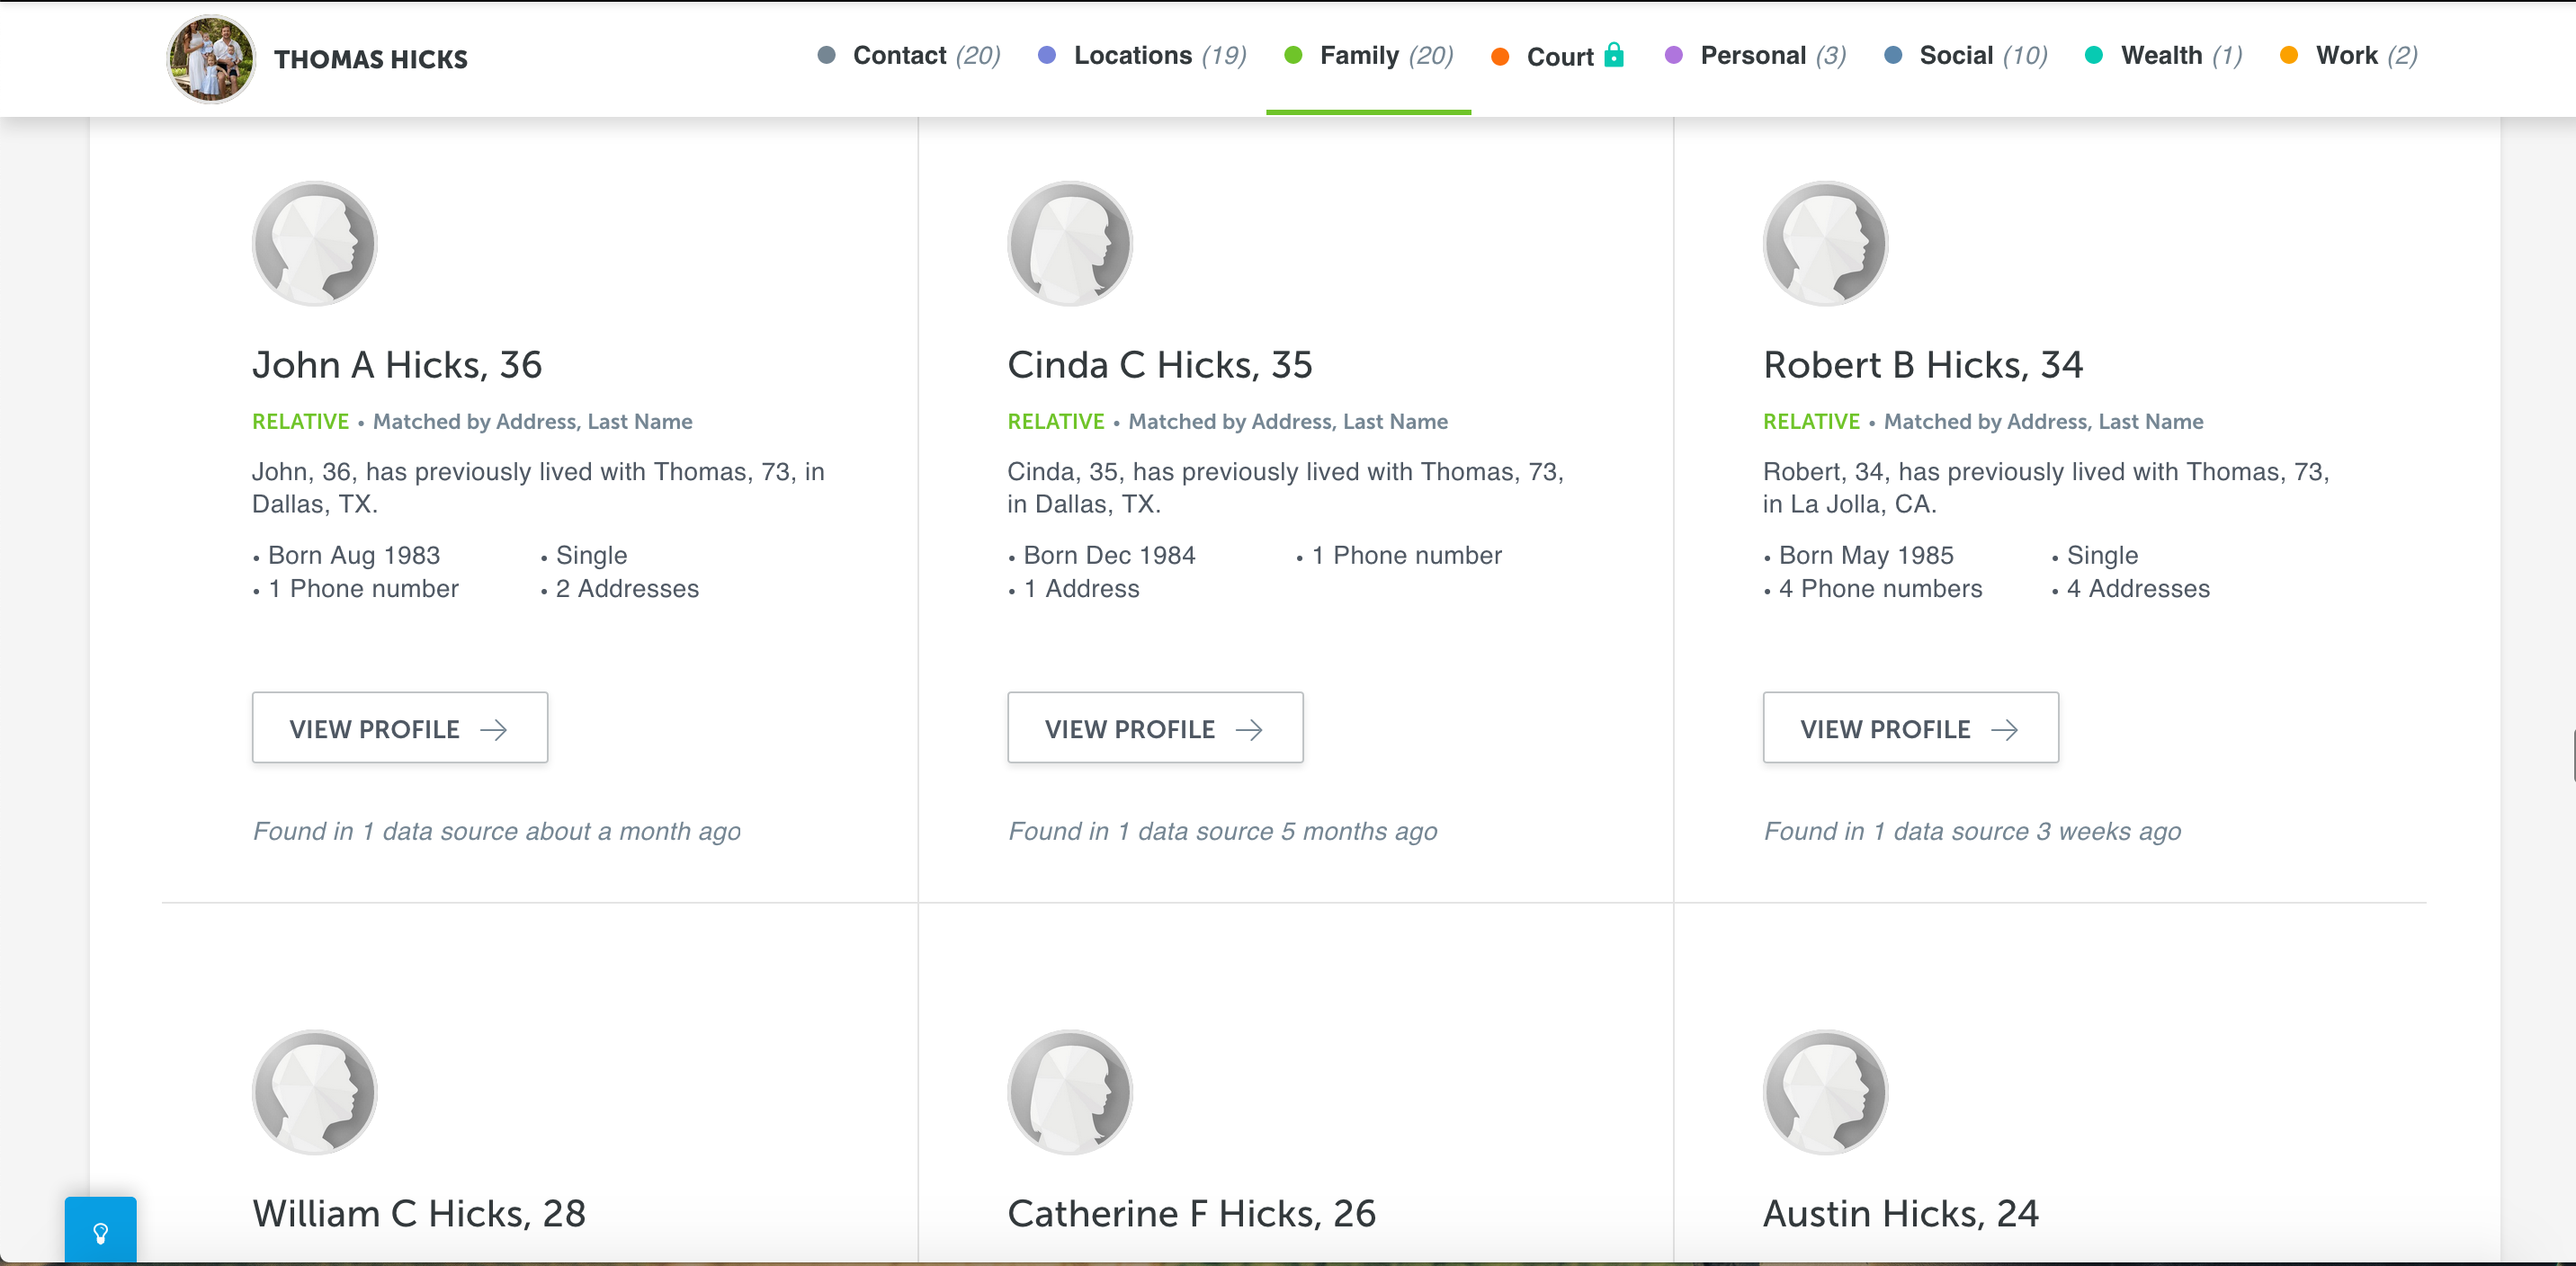 THOMAS HICKS
Contact (20) Locations (19) Family (20) Court Personal (3) Social (10) Wealth (1) Work (2)
John A Hicks, 36
RELATIVE • Matched by Address, Last Name
John, 36, has previously lived with Thomas, 73, in
Dallas, TX.
• Born Aug 1983 • Single
• 1 Phone number • 2 Addresses
VIEW PROFILE →
Found in 1 data source about a month ago
Cinda C Hicks, 35
RELATIVE • Matched by Address, Last Name
Cinda, 35, has previously lived with Thomas, 73,
in Dallas, TX.
• Born Dec 1984 • 1 Phone number
• 1 Address
VIEW PROFILE →
Found in 1 data source 5 months ago
Robert B Hicks, 34
RELATIVE • Matched by Address, Last Name
Robert, 34, has previously lived with Thomas, 73,
in La Jolla, CA.
• Born May 1985 • Single
• 4 Phone numbers • 4 Addresses
VIEW PROFILE →
Found in 1 data source 3 weeks ago
William C Hicks, 28
Catherine F Hicks, 26
Austin Hicks, 24